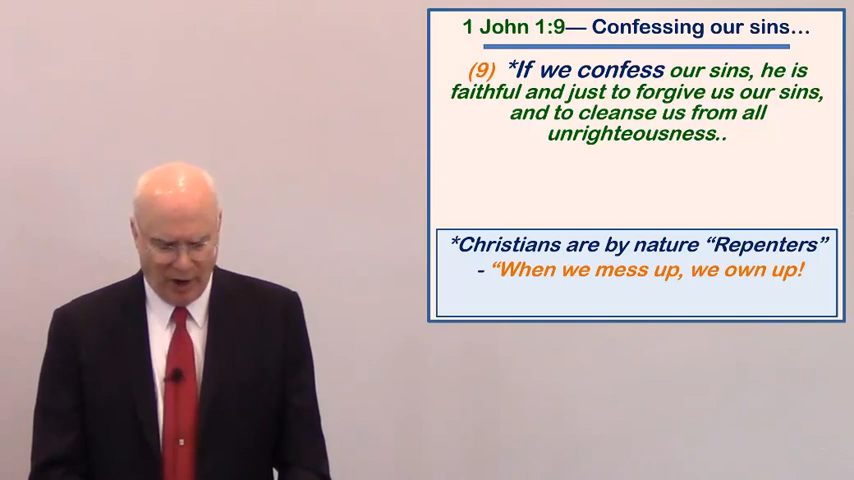 1 John 1:9— Confessing our sins…
(9) *If we confess our sins, he is
faithful and just to forgive us our sins,
and to cleanse us from all
unrighteousness..
*Christians are by nature “Repenters”
- “When we mess up, we own up!